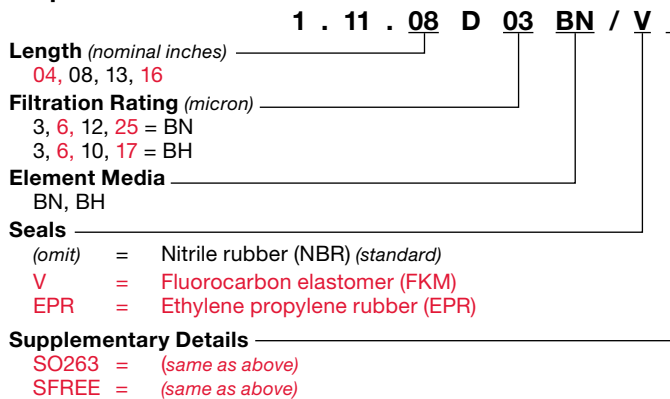 1 . 11 . 08 D 03 BN / V
Length (nominal inches)
04, 08, 13, 16
Filtration Rating (micron)
3, 6, 12, 25 = BN
3, 6, 10, 17 = BH
Element Media
BN, BH
Seals
(omit) = Nitrile rubber (NBR) (standard)
V = Fluorocarbon elastomer (FKM)
EPR = Ethylene propylene rubber (EPR)
Supplementary Details
SO263 = (same as above)
SFREE = (same as above)